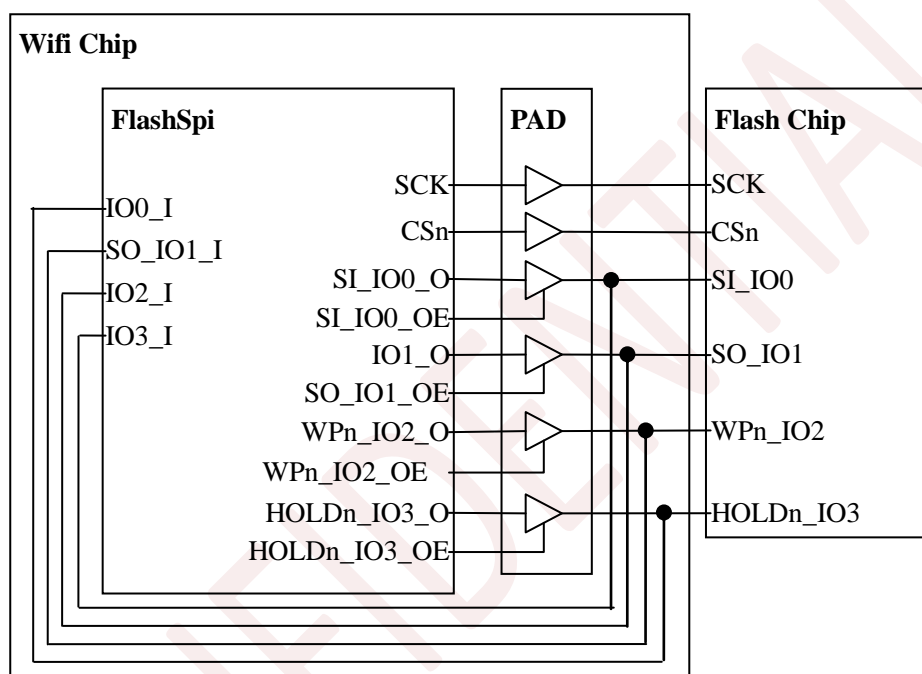 Wifi Chip
FlashSpi
PAD
Flash Chip
SCK
SCK
IO0_I
CSn
CSn
SO_IO1_I
SI_IO0_O
SI_IO0
IO2_I
SI_IO0_OE
IO3_I
IO1_O
SO_IO1
SO_IO1_OE
WPn_IO2_O
WPn_IO2
WPn_IO2_OE
HOLDn_IO3_O
HOLDn_IO3
HOLDn_IO3_OE
FIDENTIAL